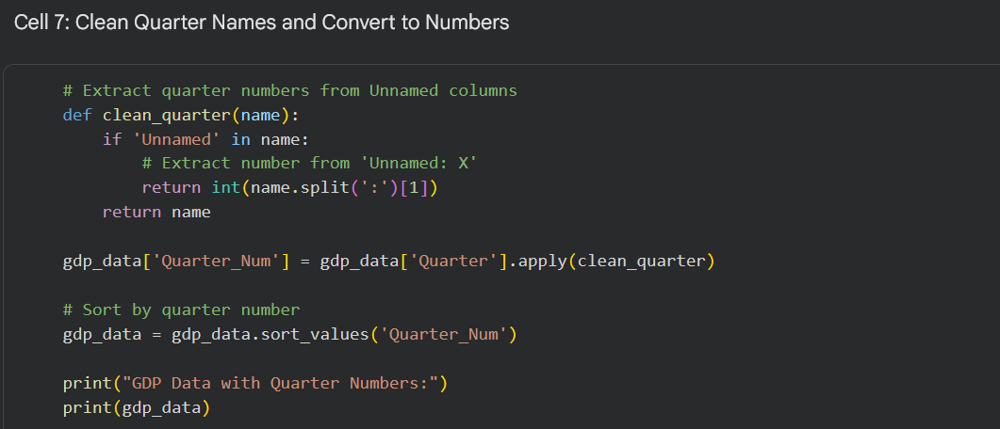 Cell 7: Clean Quarter Names and Convert to Numbers
# Extract quarter numbers from Unnamed columns
def clean_quarter(name):
    if 'Unnamed' in name:
        # Extract number from 'Unnamed: X'
        return int(name.split(':')[1])
    return name
gdp_data['Quarter_Num'] = gdp_data['Quarter'].apply(clean_quarter)
# Sort by quarter number
gdp_data = gdp_data.sort_values('Quarter_Num')
print("GDP Data with Quarter Numbers:")
print(gdp_data)